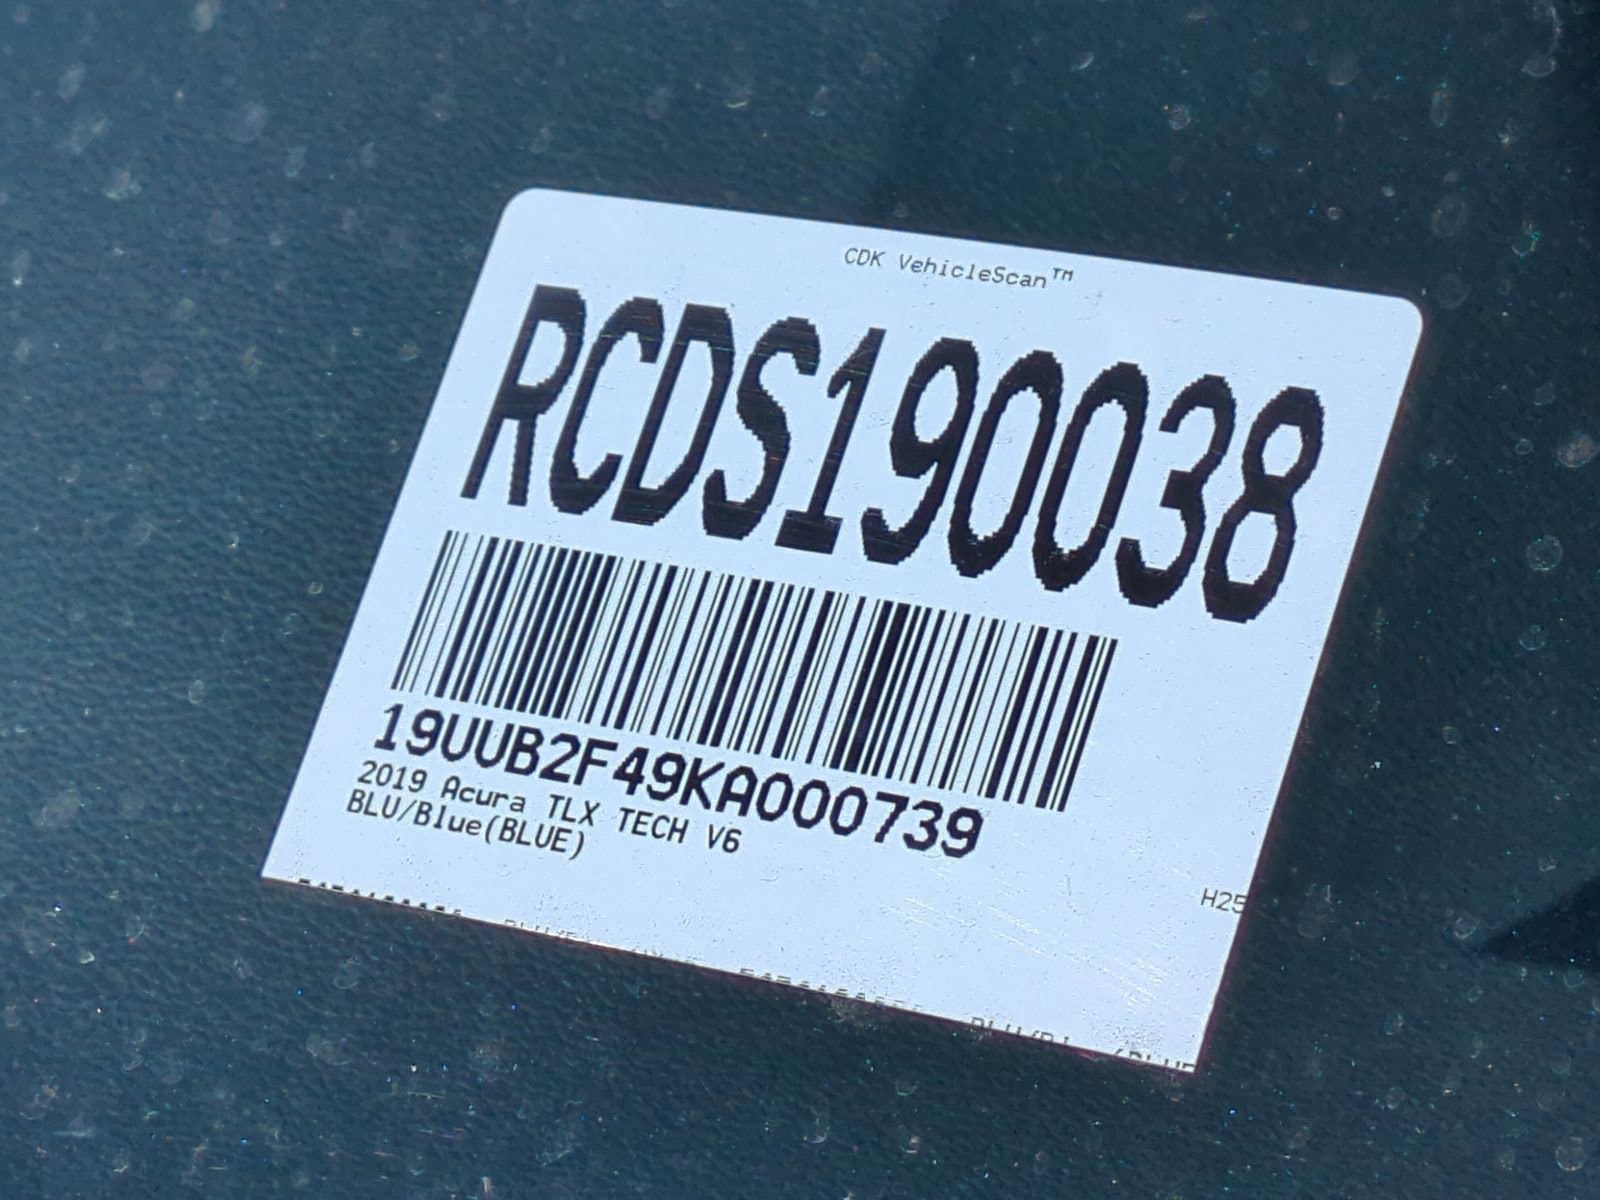 CDK VehicleScan™
RCDS190038
19UUB2F49KA000739
2019 Acura TLX TECH V6
BLU/Blue(BLUE)
H25